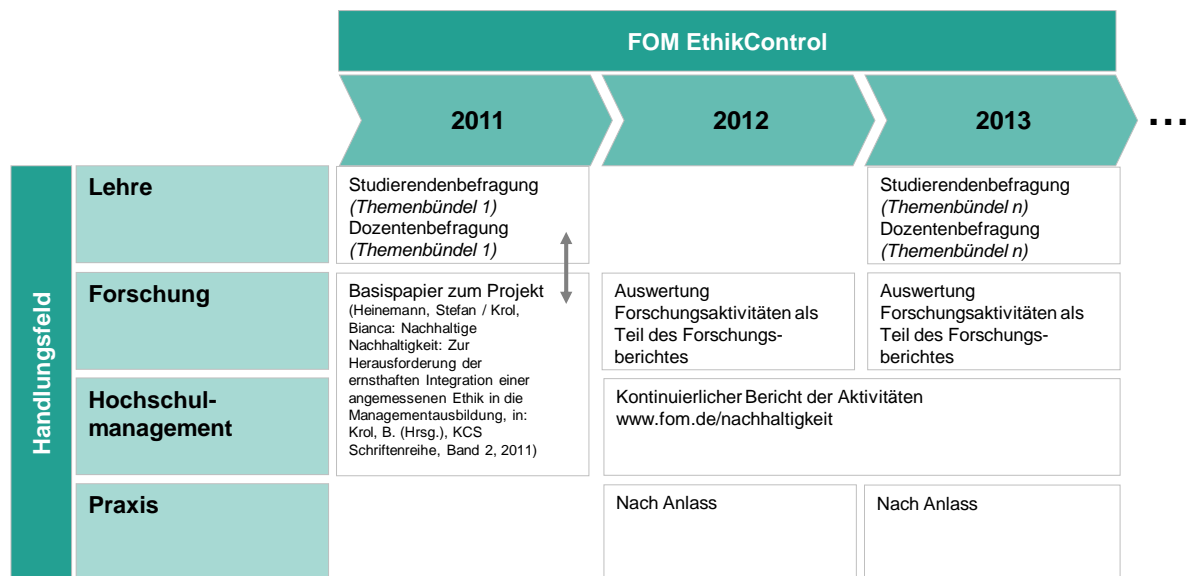 FOM EthikControl
2011
2012
2013
...
Handlungsfeld
Lehre
Studierendenbefragung
(Themenbündel 1)
Dozentenbefragung
(Themenbündel 1)
Studierendenbefragung
(Themenbündel n)
Dozentenbefragung
(Themenbündel n)
Forschung
Basispapier zum Projekt
(Heinemann, Stefan / Krol,
Bianca: Nachhaltige
Nachhaltigkeit: Zur
Herausforderung der
ernsthaften Integration einer
angemessenen Ethik in die
Managementausbildung, in:
Krol, B. (Hrsg.), KCS
Schriftenreihe, Band 2, 2011)
Auswertung
Forschungsaktivitäten als
Teil des Forschungs-
berichtes
Auswertung
Forschungsaktivitäten als
Teil des Forschungs-
berichtes
Hochschul-
management
Kontinuierlicher Bericht der Aktivitäten
www.fom.de/nachhaltigkeit
Praxis
Nach Anlass
Nach Anlass